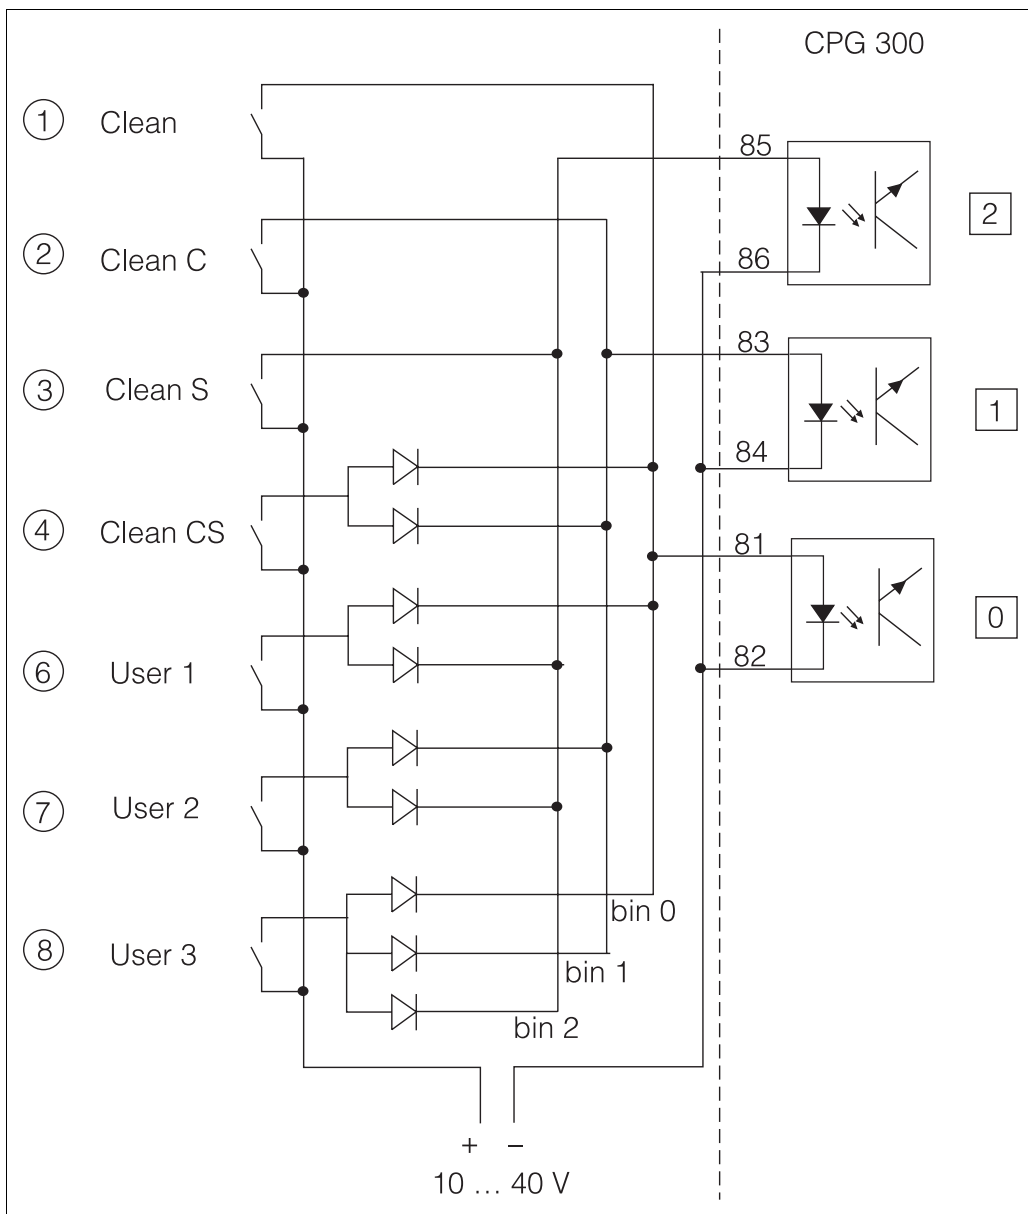 CPG 300
1 Clean
85
2
86
2 Clean C
83
1
84
3 Clean S
4 Clean CS
81
0
82
6 User 1
7 User 2
8 User 3
bin 0
bin 1
bin 2
+ –
10 ... 40 V